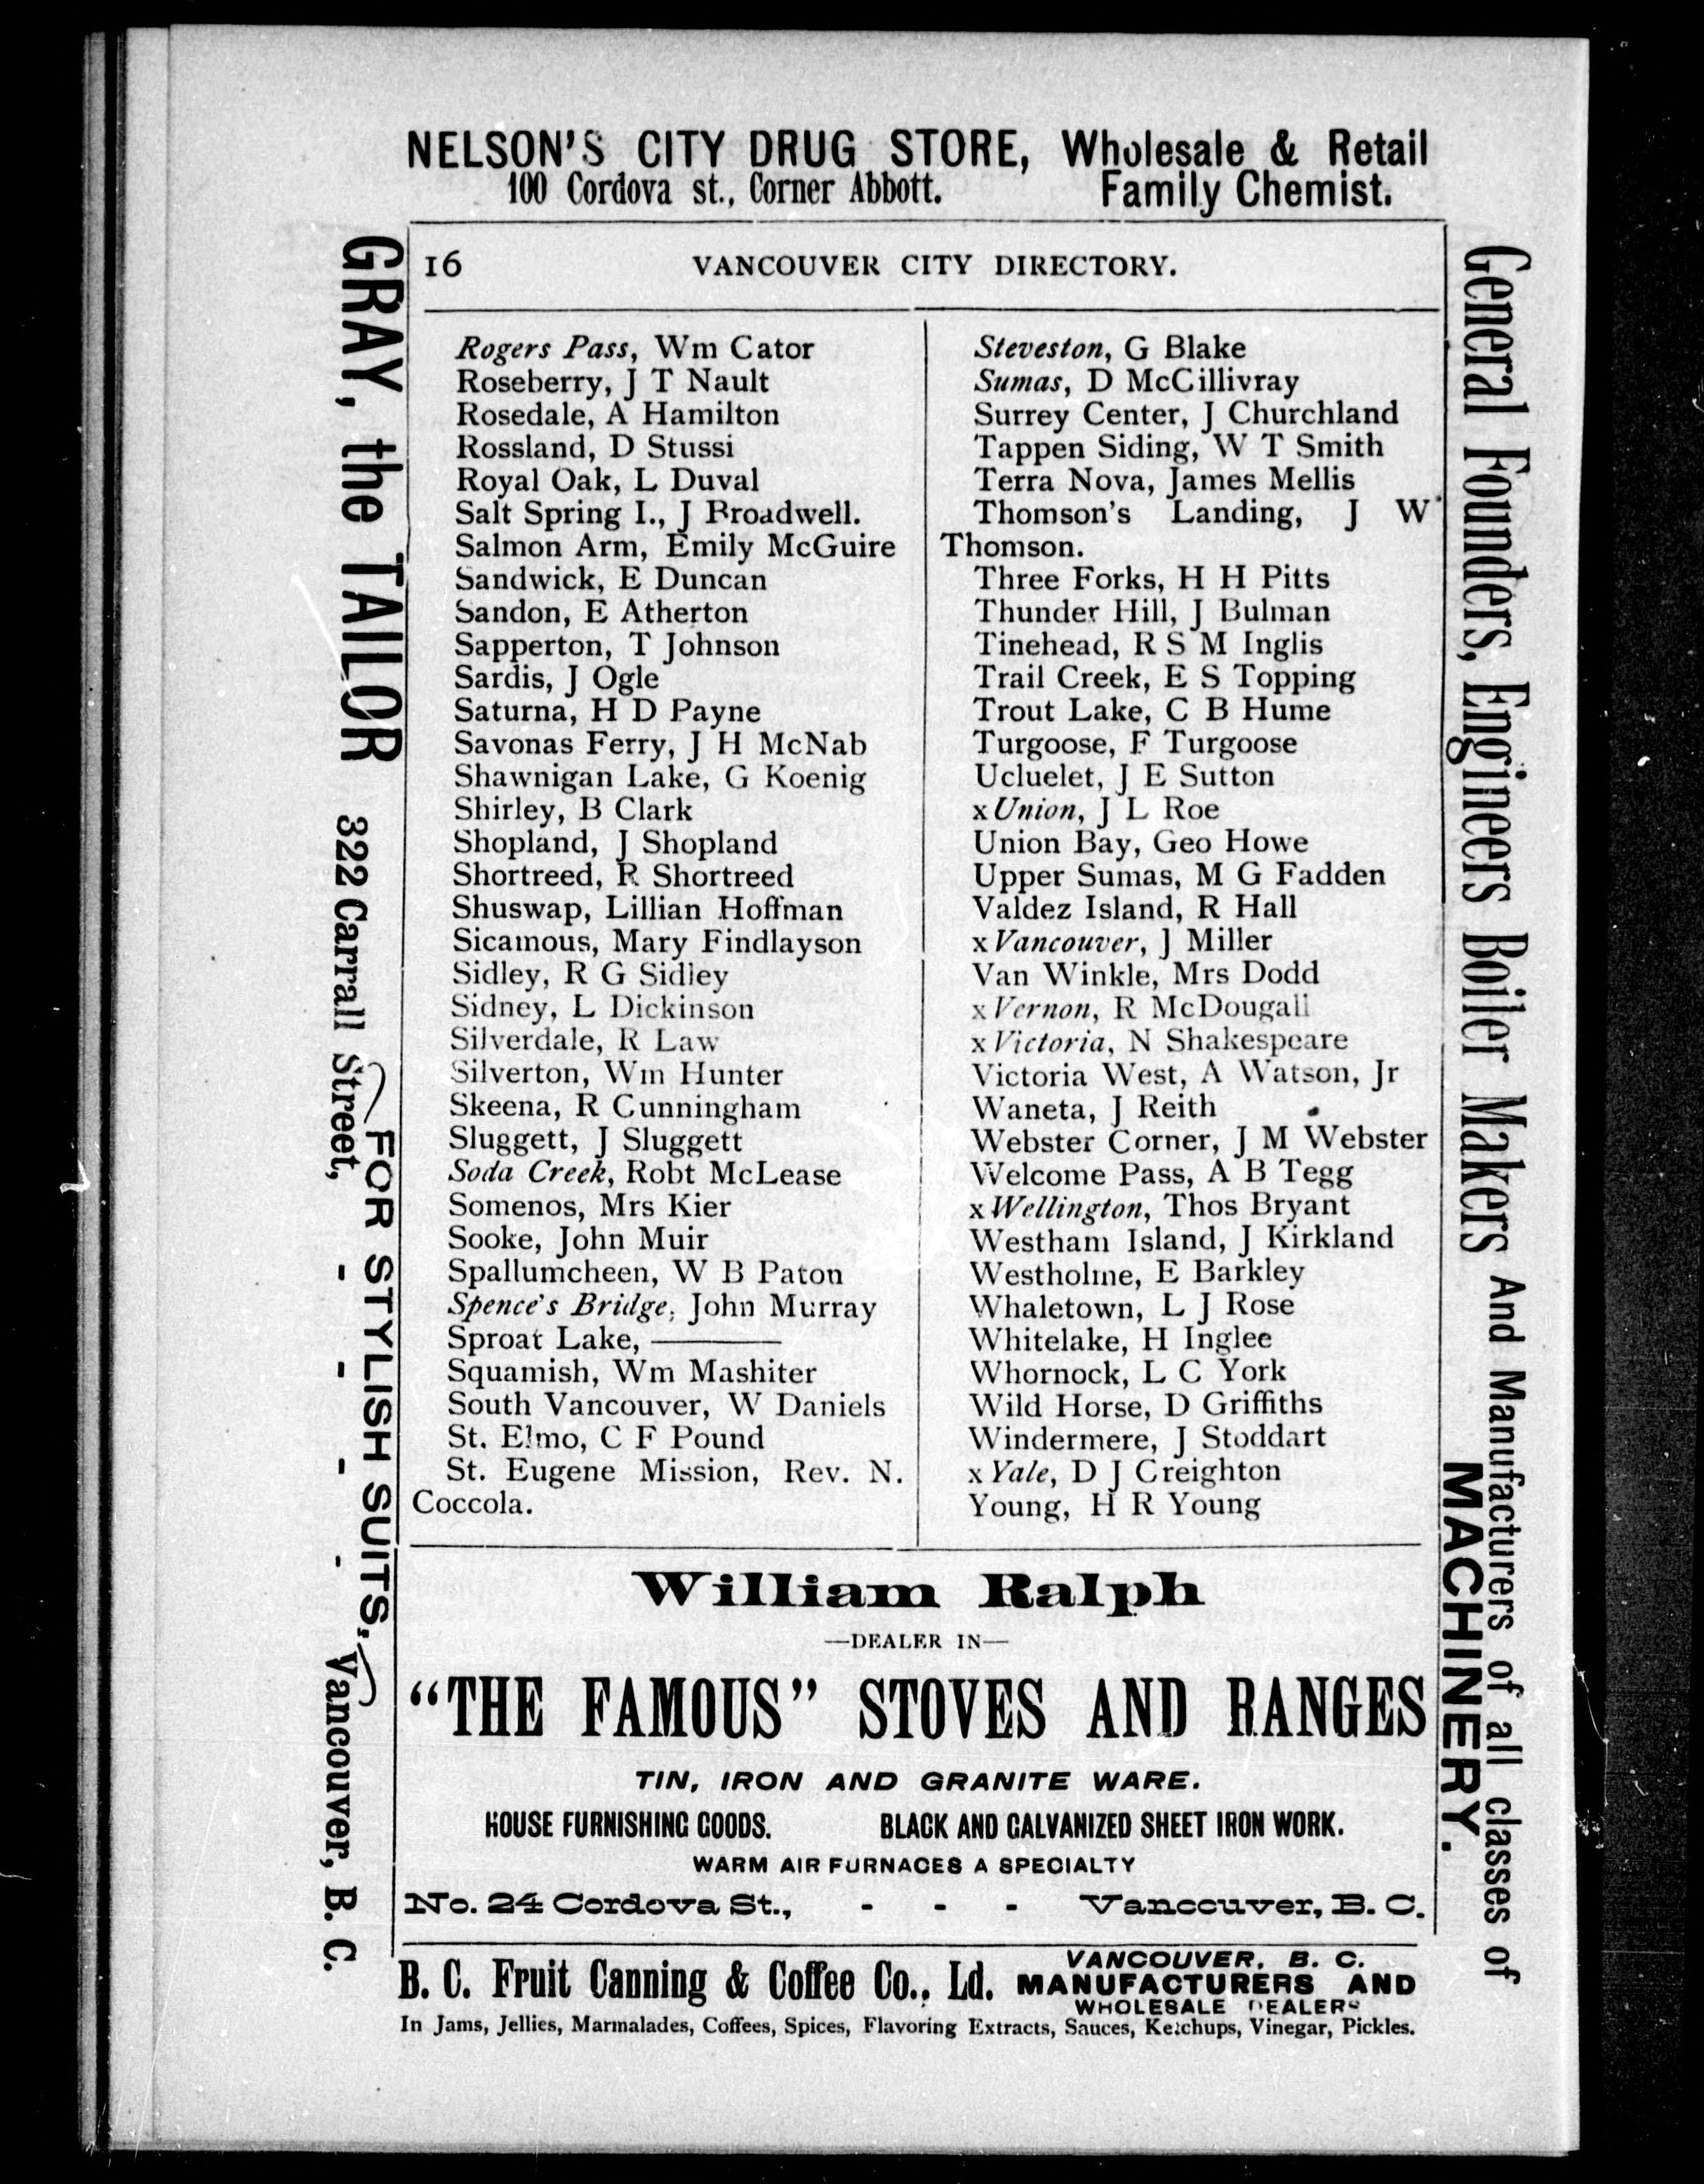 NELSON'S CITY DRUG STORE, Wholesale & Retail
100 Cordova st., Corner Abbott. Family Chemist.
16 VANCOUVER CITY DIRECTORY.
Rogers Pass, Wm Cator
Roseberry, J T Nault
Rosedale, A Hamilton
Rossland, D Stussi
Royal Oak, L Duval
Salt Spring I., J Broadwell.
Salmon Arm, Emily McGuire
Sandwick, E Duncan
Sandon, E Atherton
Sapperton, T Johnson
Sardis, J Ogle
Saturna, H D Payne
Savonas Ferry, J H McNab
Shawnigan Lake, G Koenig
Shirley, B Clark
Shopland, J Shopland
Shortreed, R Shortreed
Shuswap, Lillian Hoffman
Sicamous, Mary Findlayson
Sidley, R G Sidley
Sidney, L Dickinson
Silverdale, R Law
Silverton, Wm Hunter
Skeena, R Cunningham
Sluggett, J Sluggett
Soda Creek, Robt McLease
Somenos, Mrs Kier
Sooke, John Muir
Spallumcheen, W B Paton
Spence's Bridge, John Murray
Sproat Lake, ————
Squamish, Wm Mashiter
South Vancouver, W Daniels
St. Elmo, C F Pound
St. Eugene Mission, Rev. N.
Coccola.
Steveston, G Blake
Sumas, D McGillivray
Surrey Center, J Churchland
Tappen Siding, W T Smith
Terra Nova, James Mellis
Thomson's Landing, J W
Thomson.
Three Forks, H H Pitts
Thunder Hill, J Bulman
Tinehead, R S M Inglis
Trail Creek, E S Topping
Trout Lake, C B Hume
Turgoose, F Turgoose
Ucluelet, J E Sutton
x Union, J L Roe
Union Bay, Geo Howe
Upper Sumas, M G Fadden
Valdez Island, R Hall
x Vancouver, J Miller
Van Winkle, Mrs Dodd
x Vernon, R McDougall
x Victoria, N Shakespeare
Victoria West, A Watson, Jr
Waneta, J Reith
Webster Corner, J M Webster
Welcome Pass, A B Tegg
x Wellington, Thos Bryant
Westham Island, J Kirkland
Westholme, E Barkley
Whaletown, L J Rose
Whitelake, H Inglee
Whornock, L C York
Wild Horse, D Griffiths
Windermere, J Stoddart
x Yale, D J Creighton
Young, H R Young
William Ralph
—DEALER IN—
"THE FAMOUS" STOVES AND RANGES
TIN, IRON AND GRANITE WARE.
HOUSE FURNISHING GOODS. BLACK AND GALVANIZED SHEET IRON WORK.
WARM AIR FURNACES A SPECIALTY
No. 24 Cordova St., - - - Vancouver, B. C.
B. C. Fruit Canning & Coffee Co., Ld. VANCOUVER, B. C.
MANUFACTURERS AND
WHOLESALE DEALERS
In Jams, Jellies, Marmalades, Coffees, Spices, Flavoring Extracts, Sauces, Ketchups, Vinegar, Pickles.
GRAY, the TAILOR FOR STYLISH SUITS,
322 Carrall Street, - - - - Vancouver, B. C.
General Founders, Engineers Boiler Makers And Manufacturers of all classes of
MACHINERY.